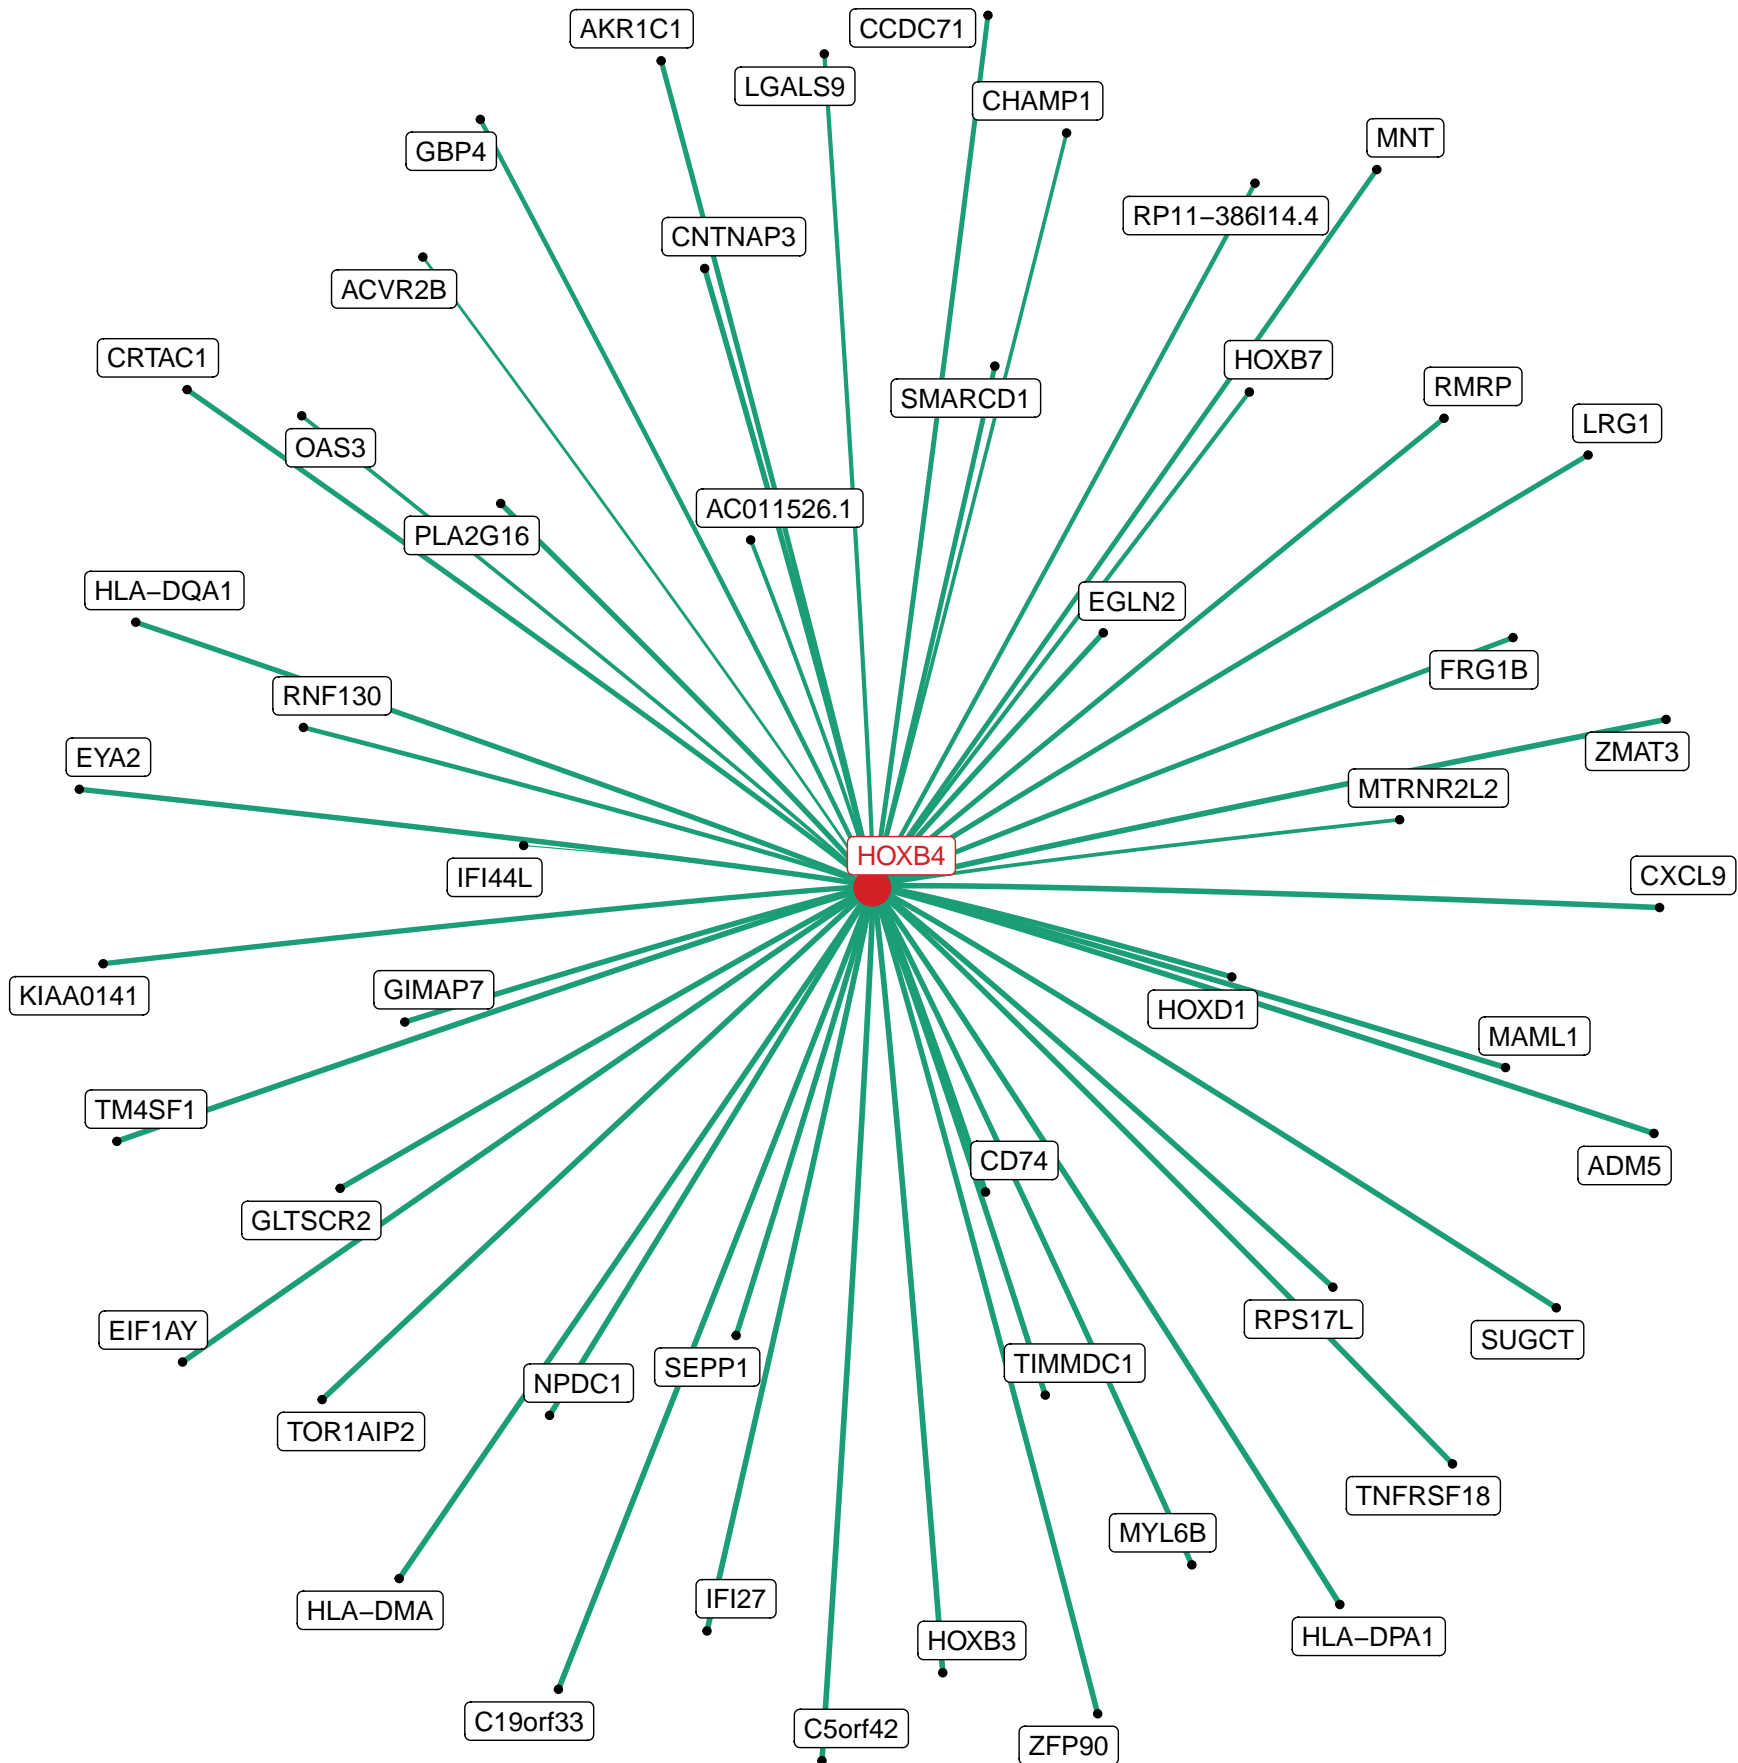 AKR1C1
CCDC71
LGALS9
CHAMP1
MNT
GBP4
RP11−386I14.4
CNTNAP3
ACVR2B
CRTAC1
HOXB7
RMRP
SMARCD1
LRG1
OAS3
AC011526.1
PLA2G16
HLA−DQA1
EGLN2
FRG1B
RNF130
ZMAT3
EYA2
MTRNR2L2
HOXB4
IFI44L
CXCL9
GIMAP7
KIAA0141
HOXD1
MAML1
TM4SF1
CD74
ADM5
GLTSCR2
RPS17L
EIF1AY
SUGCT
TIMMDC1
SEPP1
NPDC1
TOR1AIP2
TNFRSF18
MYL6B
IFI27
HLA−DMA
HLA−DPA1
HOXB3
C19orf33
C5orf42
ZFP90